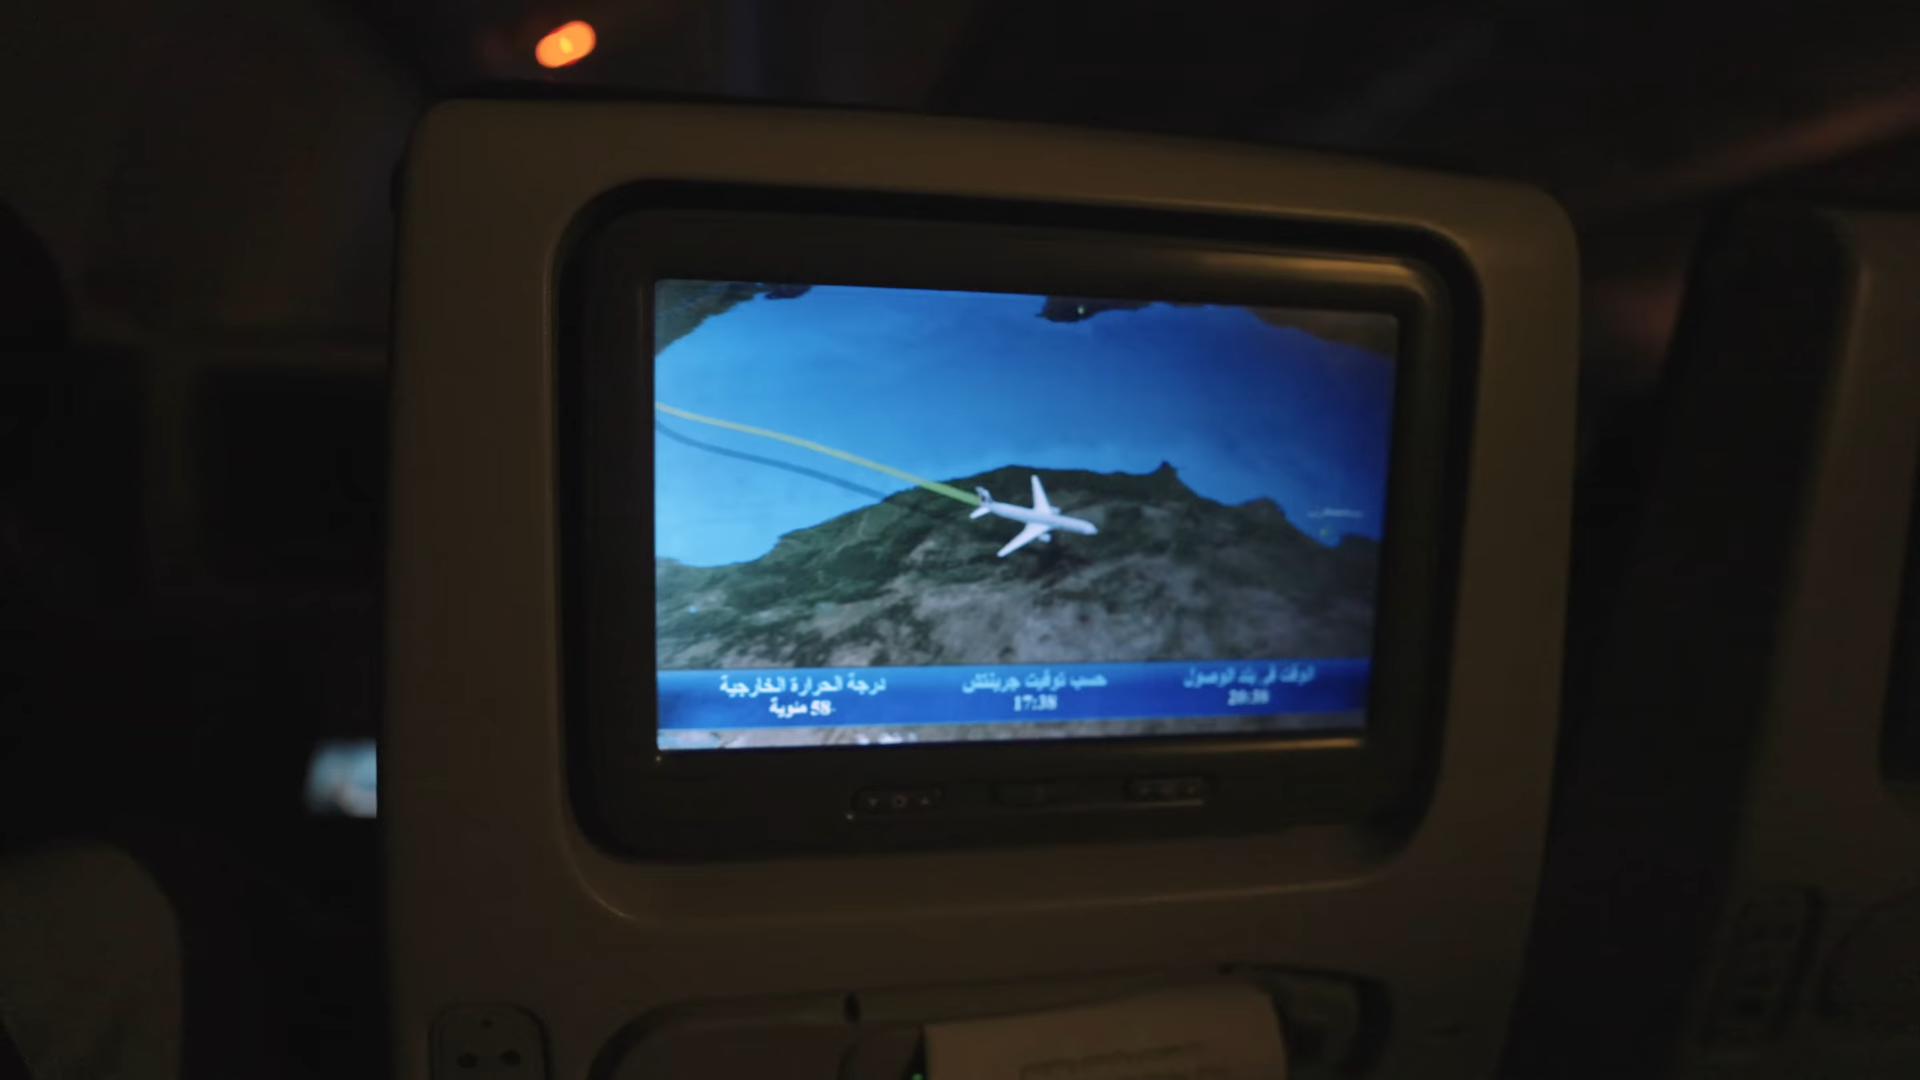 الوقت في بلد الوصول
20:38
حسب توقيت جرينتش
17:38
درجة الحرارة الخارجية
-58 مئوية